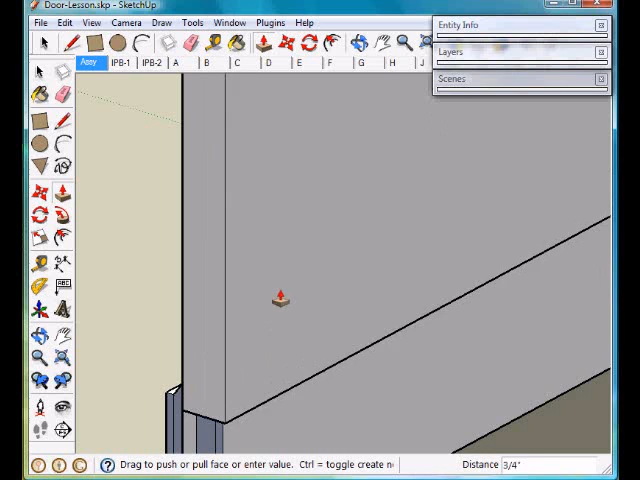 Door-Lesson.skp - SketchUp
File Edit View Camera Draw Tools Window Plugins Help
Entity Info
Layers
Scenes
Assy IPB-1 IPB-2 A B C D E F G H J
ABC
Drag to push or pull face or enter value. Ctrl = toggle create n
Distance 3/4"